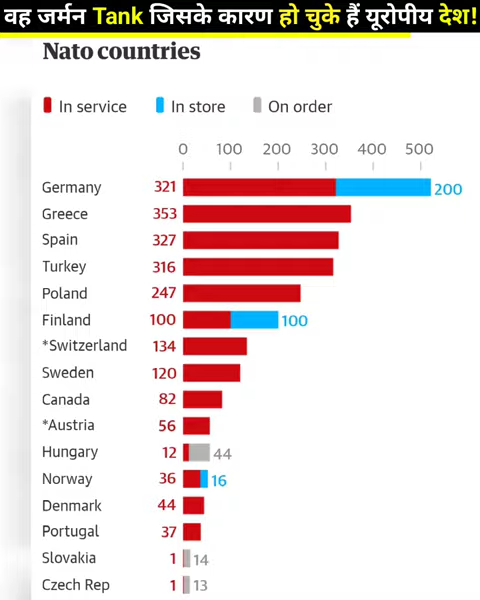 वह जर्मन Tank जिसके कारण हो चुके हैं यूरोपीय देश!
Nato countries
In service In store On order
0 100 200 300 400 500
Germany 321 200
Greece 353
Spain 327
Turkey 316
Poland 247
Finland 100 100
*Switzerland 134
Sweden 120
Canada 82
*Austria 56
Hungary 12 44
Norway 36 16
Denmark 44
Portugal 37
Slovakia 1 14
Czech Rep 1 13